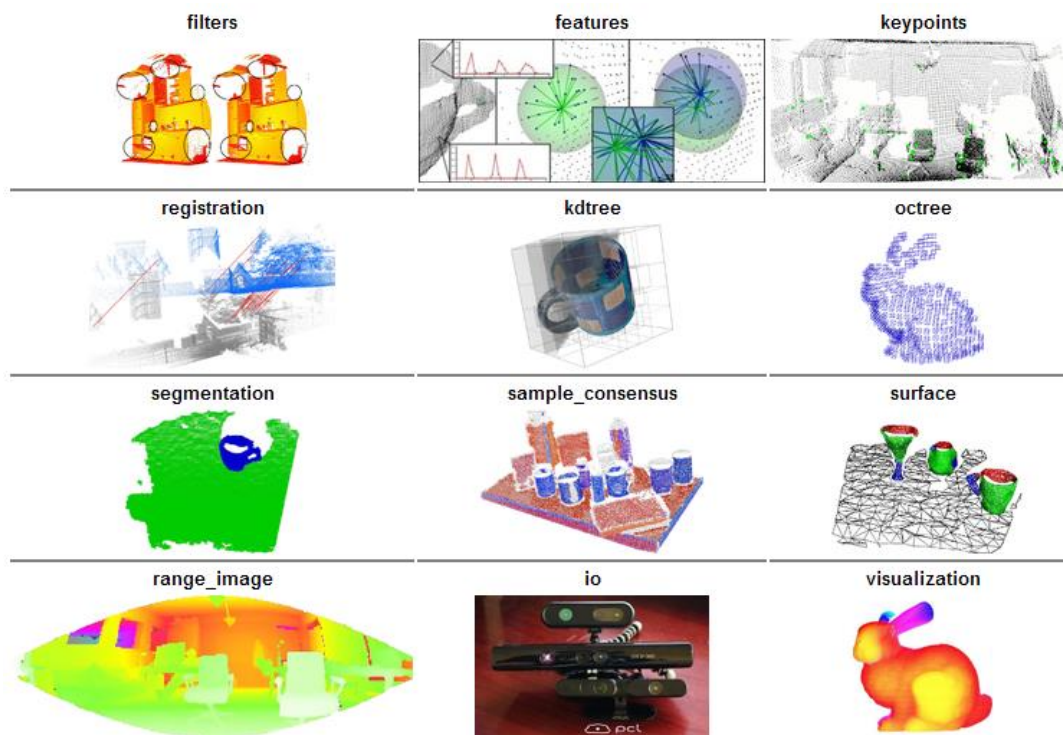 filters
features
keypoints
registration
kdtree
octree
segmentation
sample_consensus
surface
range_image
io
visualization
pcl